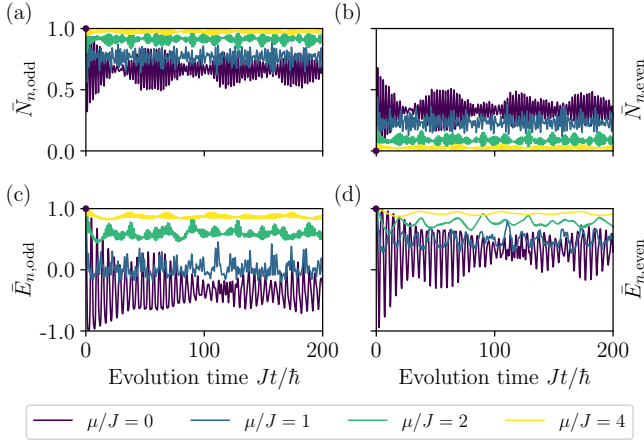 (a)
(b)
1.0
0.5
0.0
N̄n,odd
N̄n,even
(c)
(d)
1.0
0.0
-1.0
Ēn,odd
Ēn,even
0 100 200
0 100 200
Evolution time Jt/ħ
Evolution time Jt/ħ
μ/J = 0 μ/J = 1 μ/J = 2 μ/J = 4